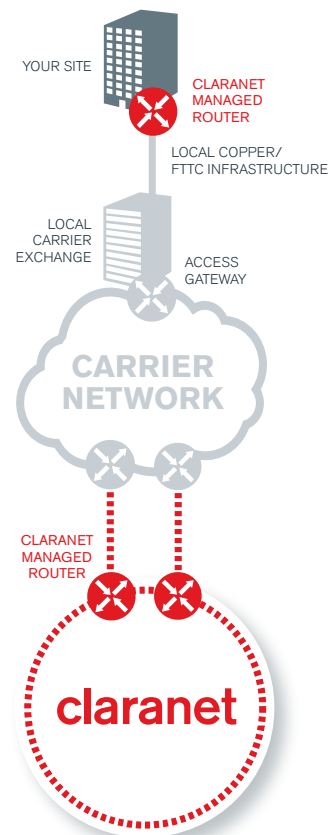 YOUR SITE
CLARANET
MANAGED
ROUTER
LOCAL COPPER/
FTTC INFRASTRUCTURE
LOCAL
CARRIER
EXCHANGE
ACCESS
GATEWAY
CARRIER
NETWORK
CLARANET
MANAGED
ROUTER
claranet